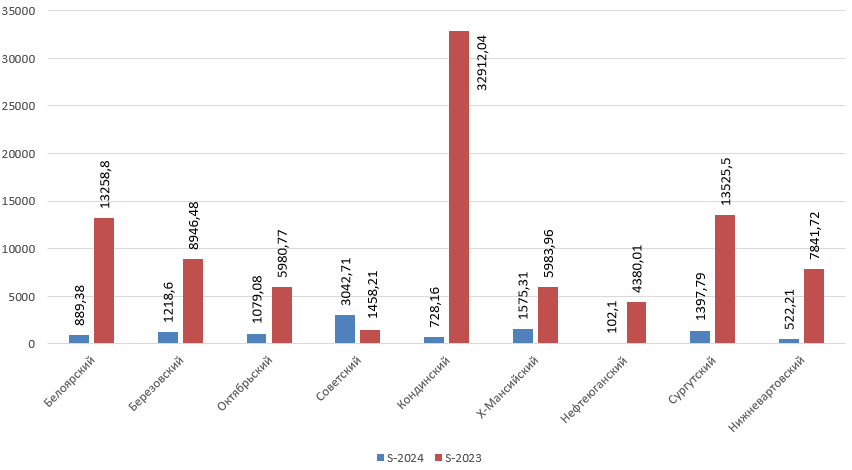 35000
30000
25000
20000
15000
10000
5000
0
889,38
13258,8
1218,6
8946,48
1079,08
5980,77
3042,71
1458,21
728,16
32912,04
1575,31
5983,96
102,1
4380,01
1397,79
13525,5
522,21
7841,72
Белоярский
Березовский
Октябрьский
Советский
Кондинский
Х-Мансийский
Нефтеюганский
Сургутский
Нижневартовский
S-2024
S-2023